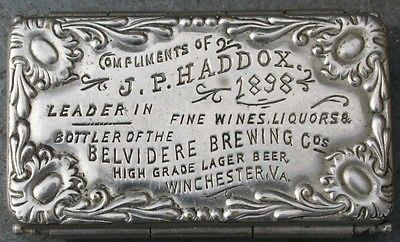 COMPLIMENTS OF
J. P. HADDOX.
1898
LEADER IN FINE WINES, LIQUORS &
BOTTLER OF THE
BELVIDERE BREWING COS
HIGH GRADE LAGER BEER,
WINCHESTER, VA.